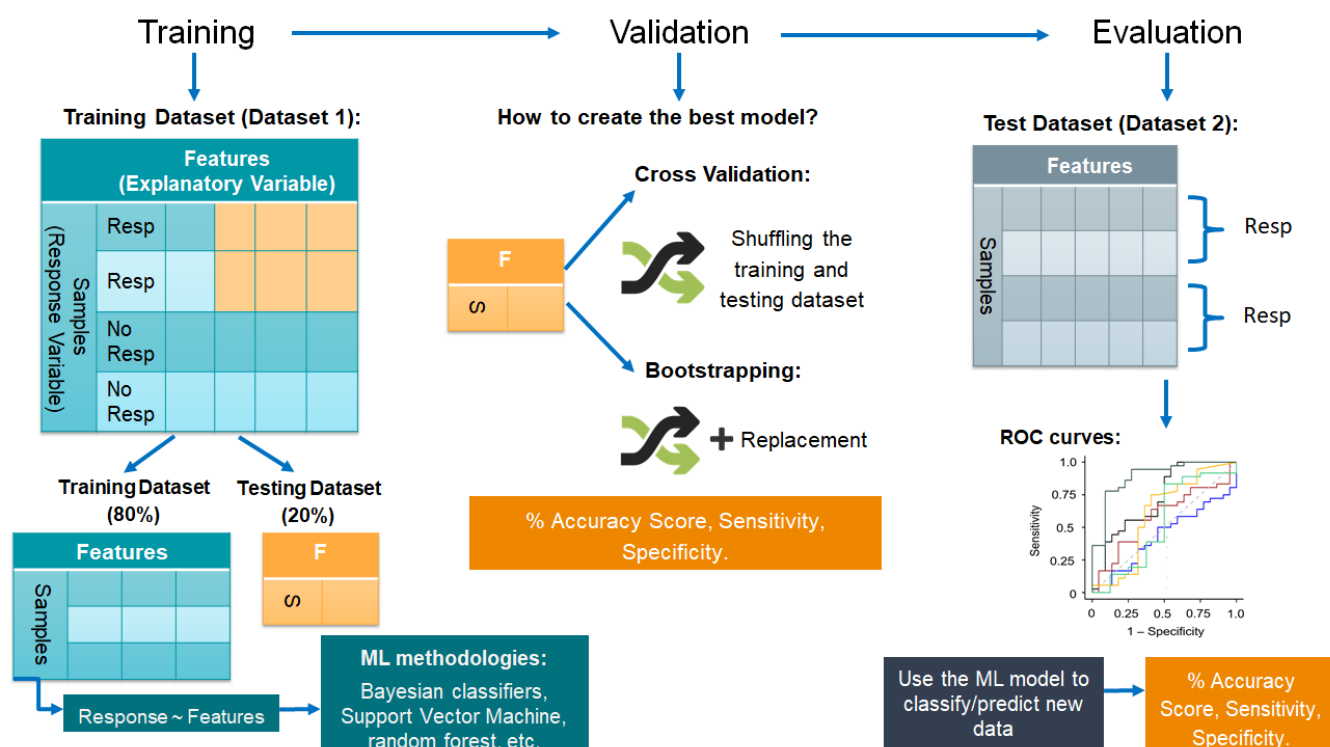 Training
Validation
Evaluation
Training Dataset (Dataset 1):
Features
(Explanatory Variable)
Samples
(Response Variable)
Resp
Resp
No
Resp
No
Resp
Training Dataset
(80%)
Testing Dataset
(20%)
Features
Samples
F
S
Response ~ Features
ML methodologies:
Bayesian classifiers,
Support Vector Machine,
random forest, etc.
How to create the best model?
Cross Validation:
F
S
Shuffling the
training and
testing dataset
Bootstrapping:
+ Replacement
% Accuracy Score, Sensitivity,
Specificity.
Test Dataset (Dataset 2):
Features
Samples
Resp
Resp
ROC curves:
1.0
0.75
0.5
0.25
0
Sensitivity
0 0.25 0.5 0.75 1.0
1 – Specificity
Use the ML model to
classify/predict new
data
% Accuracy
Score, Sensitivity,
Specificity.